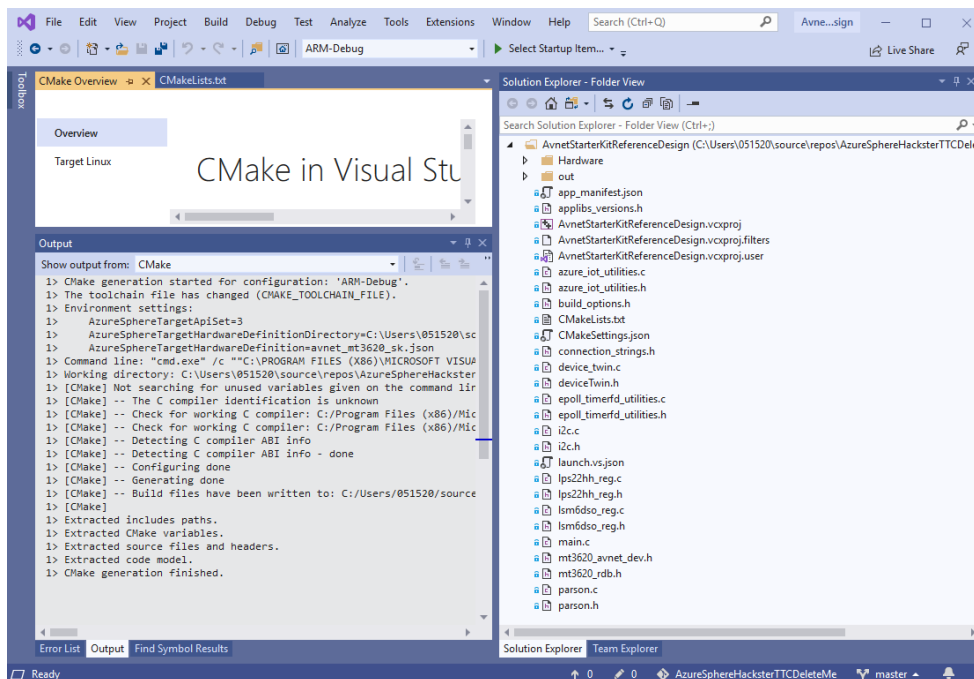 File Edit View Project Build Debug Test Analyze Tools Extensions Window Help Search (Ctrl+Q) Avne...sign
ARM-Debug Select Startup Item... Live Share
Toolbox
CMake Overview CMakeLists.txt
Overview
Target Linux
CMake in Visual Stu
Output
Show output from: CMake
1> CMake generation started for configuration: 'ARM-Debug'.
1> The toolchain file has changed (CMAKE_TOOLCHAIN_FILE).
1> Environment settings:
1> AzureSphereTargetApiSet=3
1> AzureSphereTargetHardwareDefinitionDirectory=C:\Users\051520\sc
1> AzureSphereTargetHardwareDefinition=avnet_mt3620_sk.json
1> Command line: "cmd.exe" /c ""C:\PROGRAM FILES (X86)\MICROSOFT VISUA
1> Working directory: C:\Users\051520\source\repos\AzureSphereHackster
1> [CMake] Not searching for unused variables given on the command lin
1> [CMake] -- The C compiler identification is unknown
1> [CMake] -- Check for working C compiler: C:/Program Files (x86)/Mic
1> [CMake] -- Check for working C compiler: C:/Program Files (x86)/Mic
1> [CMake] -- Detecting C compiler ABI info
1> [CMake] -- Detecting C compiler ABI info - done
1> [CMake] -- Configuring done
1> [CMake] -- Generating done
1> [CMake] -- Build files have been written to: C:/Users/051520/source
1> [CMake]
1> Extracted includes paths.
1> Extracted CMake variables.
1> Extracted source files and headers.
1> Extracted code model.
1> CMake generation finished.
Error List Output Find Symbol Results
Solution Explorer - Folder View
Search Solution Explorer - Folder View (Ctrl+;)
AvnetStarterKitReferenceDesign (C:\Users\051520\source\repos\AzureSphereHacksterTTCDele
Hardware
out
app_manifest.json
applibs_versions.h
AvnetStarterKitReferenceDesign.vcxproj
AvnetStarterKitReferenceDesign.vcxproj.filters
AvnetStarterKitReferenceDesign.vcxproj.user
azure_iot_utilities.c
azure_iot_utilities.h
build_options.h
CMakeLists.txt
CMakeSettings.json
connection_strings.h
device_twin.c
deviceTwin.h
epoll_timerfd_utilities.c
epoll_timerfd_utilities.h
i2c.c
i2c.h
launch.vs.json
lps22hh_reg.c
lps22hh_reg.h
lsm6dso_reg.c
lsm6dso_reg.h
main.c
mt3620_avnet_dev.h
mt3620_rdb.h
parson.c
parson.h
Solution Explorer Team Explorer
Ready 0 0 AzureSphereHacksterTTCDeleteMe master